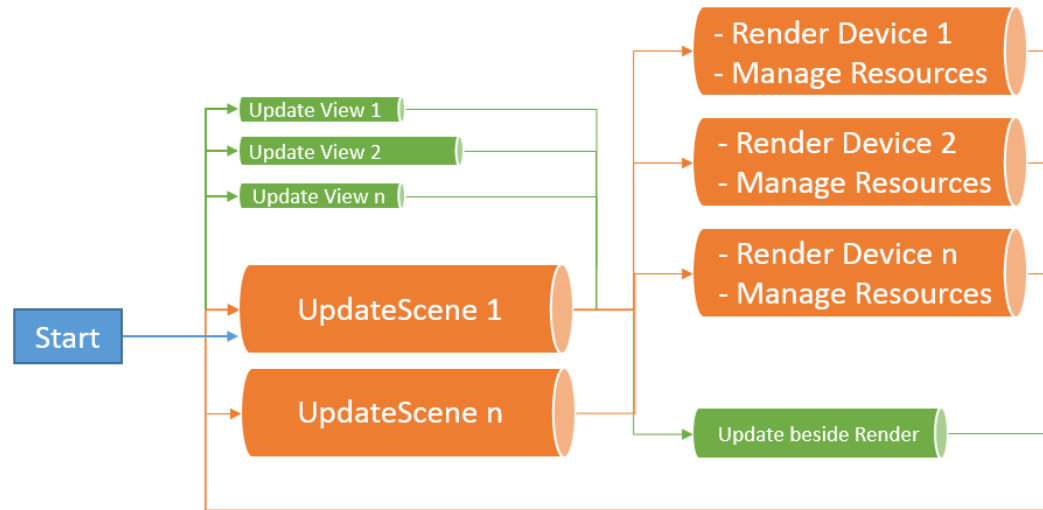 - Render Device 1
- Manage Resources
Update View 1
Update View 2
- Render Device 2
- Manage Resources
Update View n
- Render Device n
- Manage Resources
UpdateScene 1
Start
UpdateScene n
Update beside Render